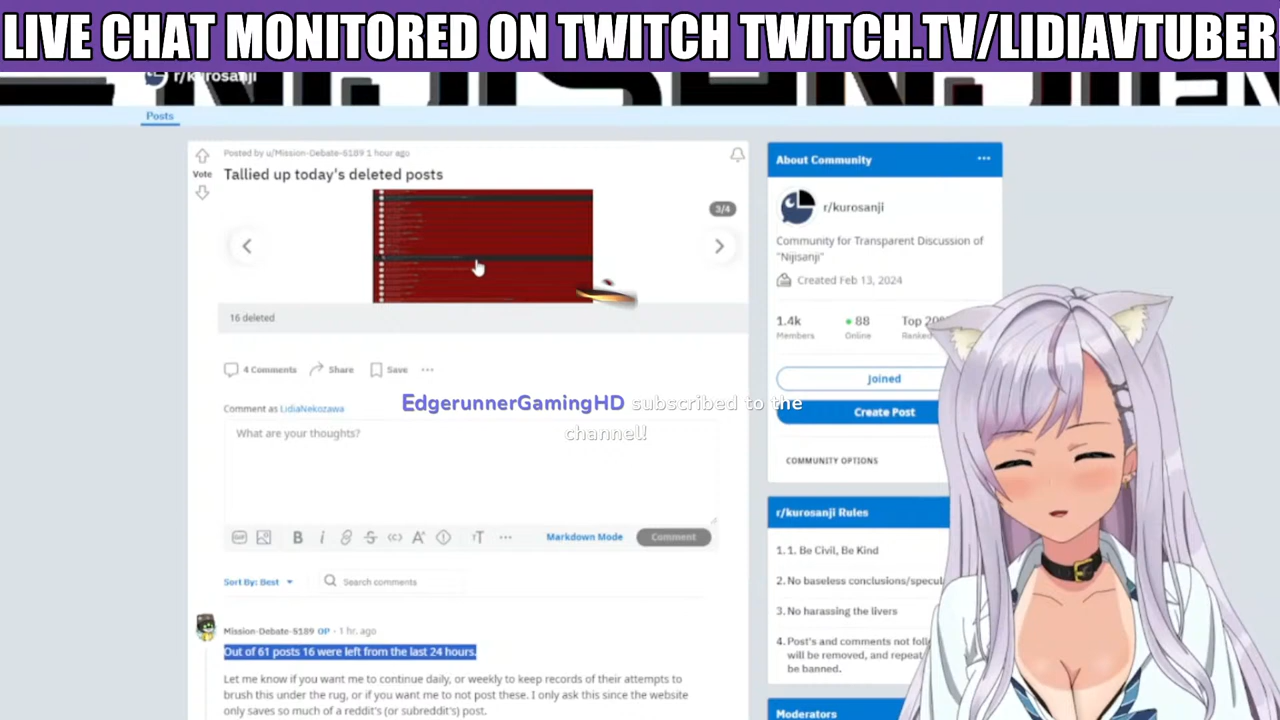 LIVE CHAT MONITORED ON TWITCH TWITCH.TV/LIDIAVTUBER
r/kurosanji
Posts
Posted by u/Mission-Debate-5189 1 hour ago
Vote
Tallied up today's deleted posts
3/4
16 deleted
4 Comments
Share
Save
Comment as LidiaNekozawa
What are your thoughts?
Markdown Mode
Comment
Sort By: Best
Search comments
Mission-Debate-5189 OP · 1 hr. ago
Out of 61 posts 16 were left from the last 24 hours.
Let me know if you want me to continue daily, or weekly to keep records of their attempts to
brush this under the rug, or if you want me to not post these. I only ask this since the website
only saves so much of a reddit's (or subreddit's) post.
EdgerunnerGamingHD subscribed to the
channel!
About Community
r/kurosanji
Community for Transparent Discussion of
"Nijisanji"
Created Feb 13, 2024
1.4k
Members
88
Online
Top
Ranked
Joined
Create Post
COMMUNITY OPTIONS
r/kurosanji Rules
1. 1. Be Civil, Be Kind
2. No baseless conclusions/specul
3. No harassing the livers
4. Post's and comments not foll
will be removed, and repeat
be banned.
Moderators